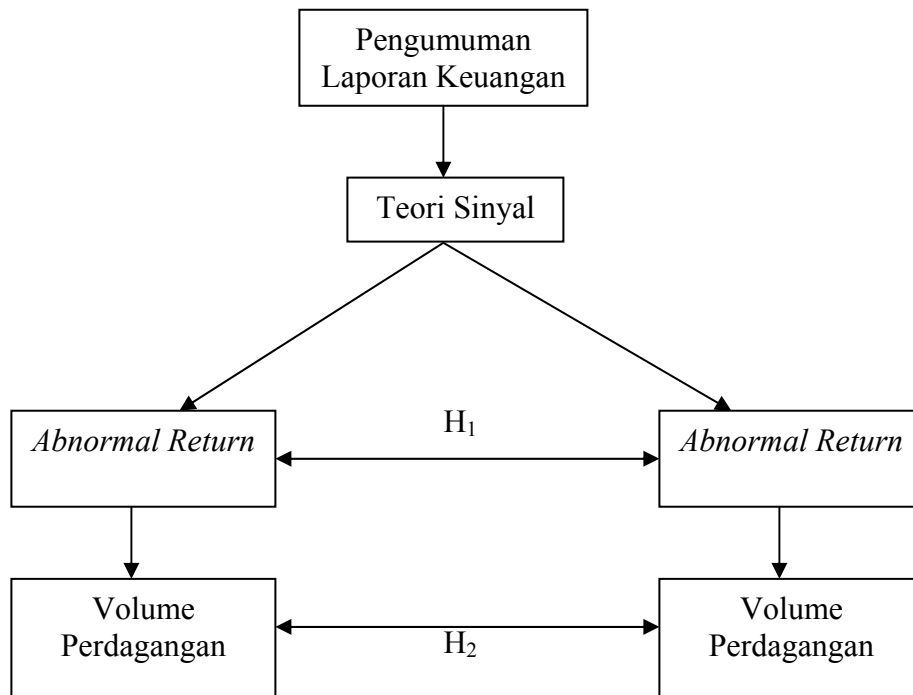 Pengumuman
Laporan Keuangan
Teori Sinyal
Abnormal Return
H₁
Abnormal Return
Volume
Perdagangan
H₂
Volume
Perdagangan